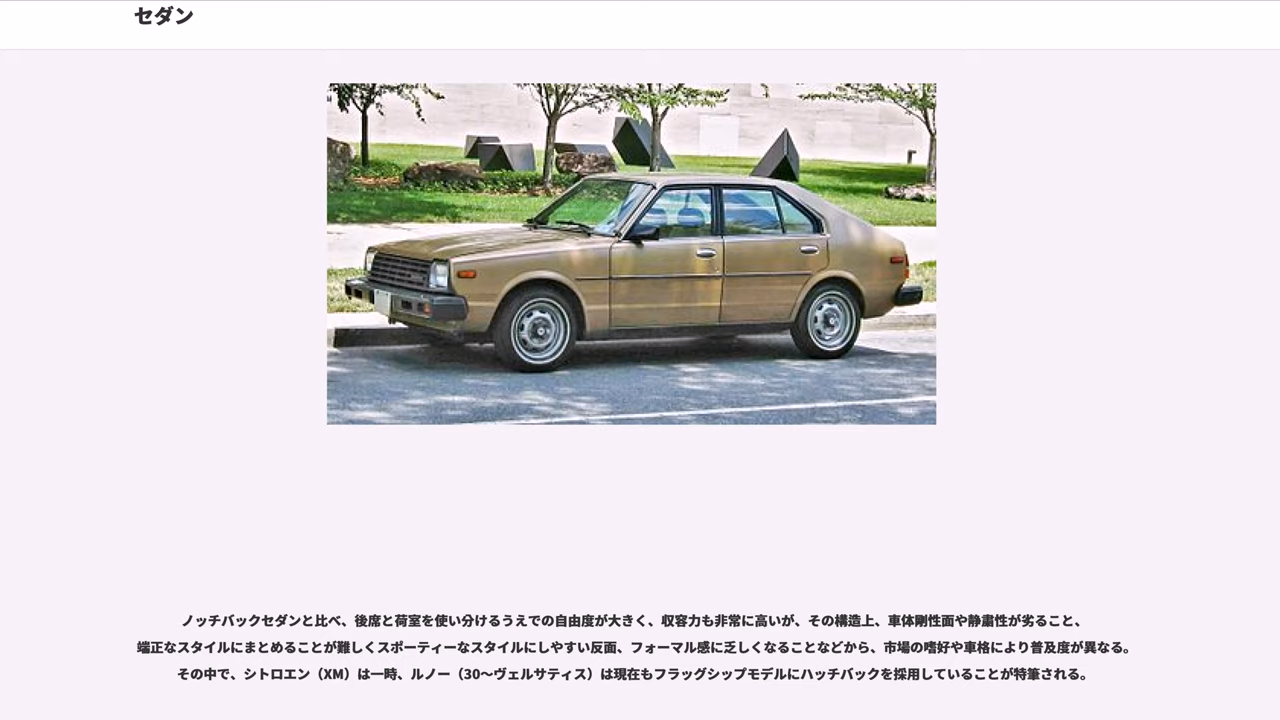 セダン
ノッチバックセダンと比べ、後席と荷室を使い分けるうえでの自由度が大きく、収容力も非常に高いが、その構造上、車体剛性面や静粛性が劣ること、
端正なスタイルにまとめることが難しくスポーティーなスタイルにしやすい反面、フォーマル感に乏しくなることなどから、市場の嗜好や車格により普及度が異なる。
その中で、シトロエン（XM）は一時、ルノー（30〜ヴェルサティス）は現在もフラッグシップモデルにハッチバックを採用していることが特筆される。